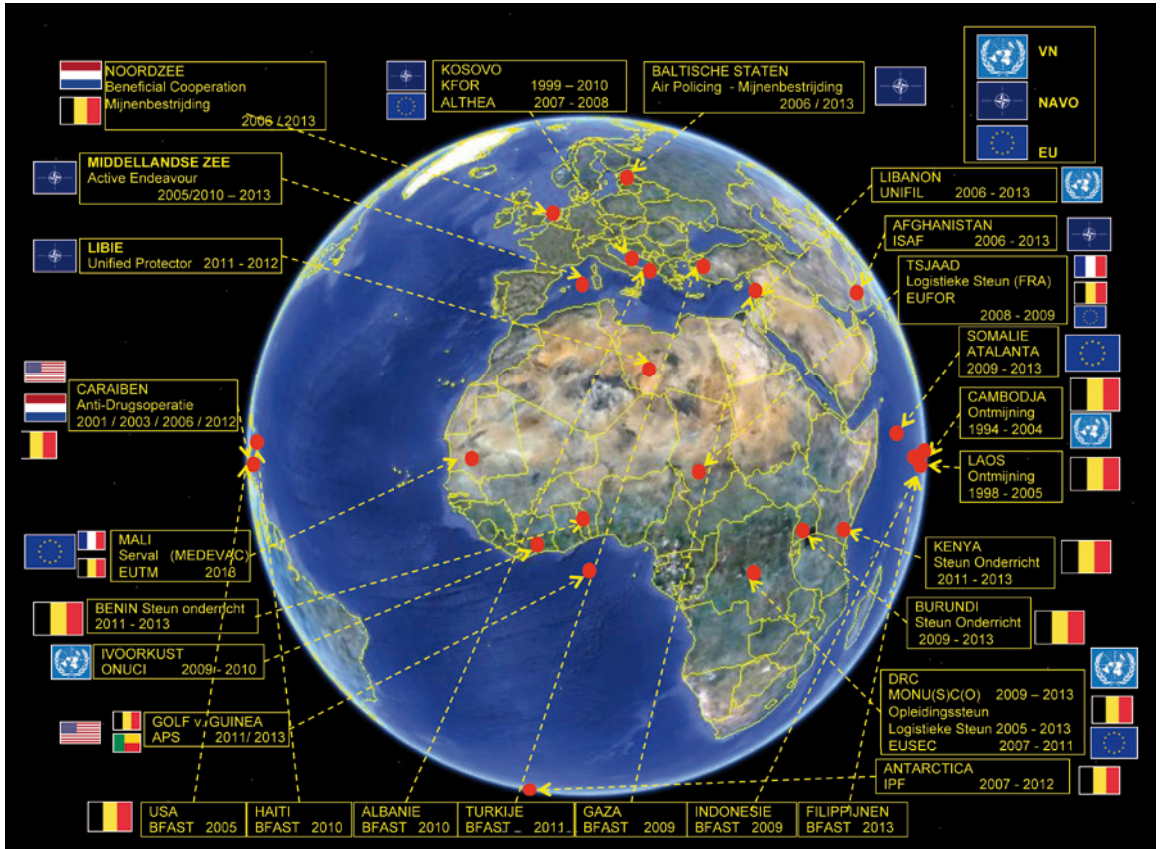 NOORDZEE
Beneficial Cooperation
Mijnenbestrijding
2006 / 2013
KOSOVO
KFOR 1999 – 2010
ALTHEA 2007 - 2008
BALTISCHE STATEN
Air Policing - Mijnenbestrijding
2006 / 2013
VN
NAVO
EU
MIDDELLANDSE ZEE
Active Endeavour
2005/2010 – 2013
LIBIE
Unified Protector 2011 - 2012
LIBANON
UNIFIL 2006 - 2013
AFGHANISTAN
ISAF 2006 - 2013
TSJAAD
Logistieke Steun (FRA)
EUFOR
2008 - 2009
SOMALIE
ATALANTA
2009 - 2013
CARAIBEN
Anti-Drugsoperatie
2001 / 2003 / 2006 / 2012
CAMBODJA
Ontmijning
1994 - 2004
LAOS
Ontmijning
1998 - 2005
MALI
Serval (MEDEVAC)
EUTM 2013
KENYA
Steun Onderricht
2011 - 2013
BENIN Steun onderricht
2011 - 2013
BURUNDI
Steun Onderricht
2009 - 2013
IVOORKUST
ONUCI 2009 - 2010
DRC
MONU(S)C(O) 2009 – 2013
Opleidingssteun
Logistieke Steun 2005 - 2013
EUSEC 2007 - 2011
GOLF v. GUINEA
APS 2011/ 2013
ANTARCTICA
IPF 2007 - 2012
USA
BFAST 2005
HAITI
BFAST 2010
ALBANIE
BFAST 2010
TURKIJE
BFAST 2011
GAZA
BFAST 2009
INDONESIE
BFAST 2009
FILIPPIJNEN
BFAST 2013